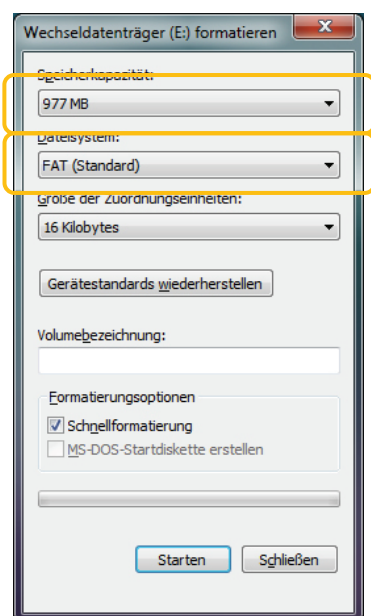 Wechseldatenträger (E:) formatieren
Speicherkapazität:
977 MB
Dateisystem:
FAT (Standard)
Größe der Zuordnungseinheiten:
16 Kilobytes
Gerätestandards wiederherstellen
Volumebezeichnung:
Formatierungsoptionen
Schnellformatierung
MS-DOS-Startdiskette erstellen
Starten
Schließen